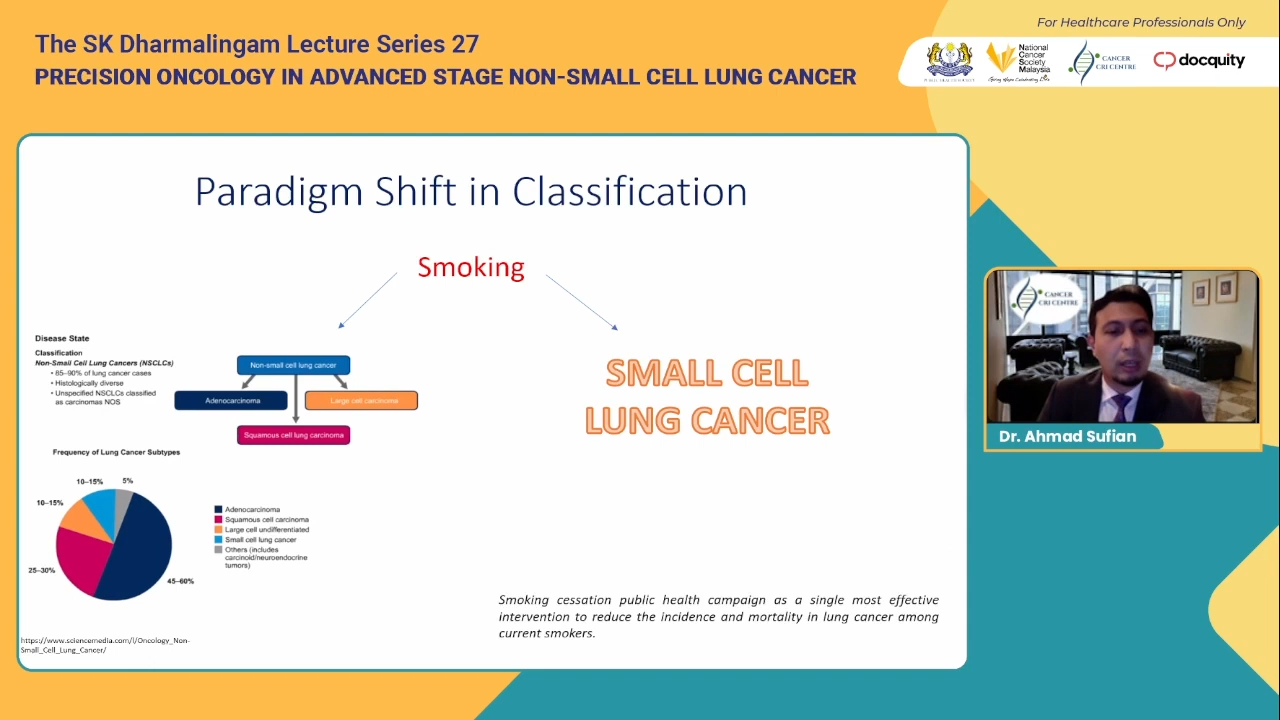 For Healthcare Professionals Only
The SK Dharmalingam Lecture Series 27
PRECISION ONCOLOGY IN ADVANCED STAGE NON-SMALL CELL LUNG CANCER
National
Cancer
Society
Malaysia
CANCER
CRI CENTRE
docquity
Paradigm Shift in Classification
Smoking
Disease State
Classification
Non-Small Cell Lung Cancers (NSCLCs)
• 85–90% of lung cancer cases
• Histologically diverse
• Unspecified NSCLCs classified
as carcinomas NOS
Non-small cell lung cancer
Adenocarcinoma
Large cell carcinoma
Squamous cell lung carcinoma
SMALL CELL
LUNG CANCER
Frequency of Lung Cancer Subtypes
10–15%
5%
10–15%
25–30%
45–60%
Adenocarcinoma
Squamous cell carcinoma
Large cell undifferentiated
Small cell lung cancer
Others (includes
carcinoid/neuroendocrine
tumors)
Smoking cessation public health campaign as a single most effective
intervention to reduce the incidence and mortality in lung cancer among
current smokers.
https://www.sciencemedia.com/l/Oncology_Non-
Small_Cell_Lung_Cancer/
CANCER
CRI CENTRE
Dr. Ahmad Sufian